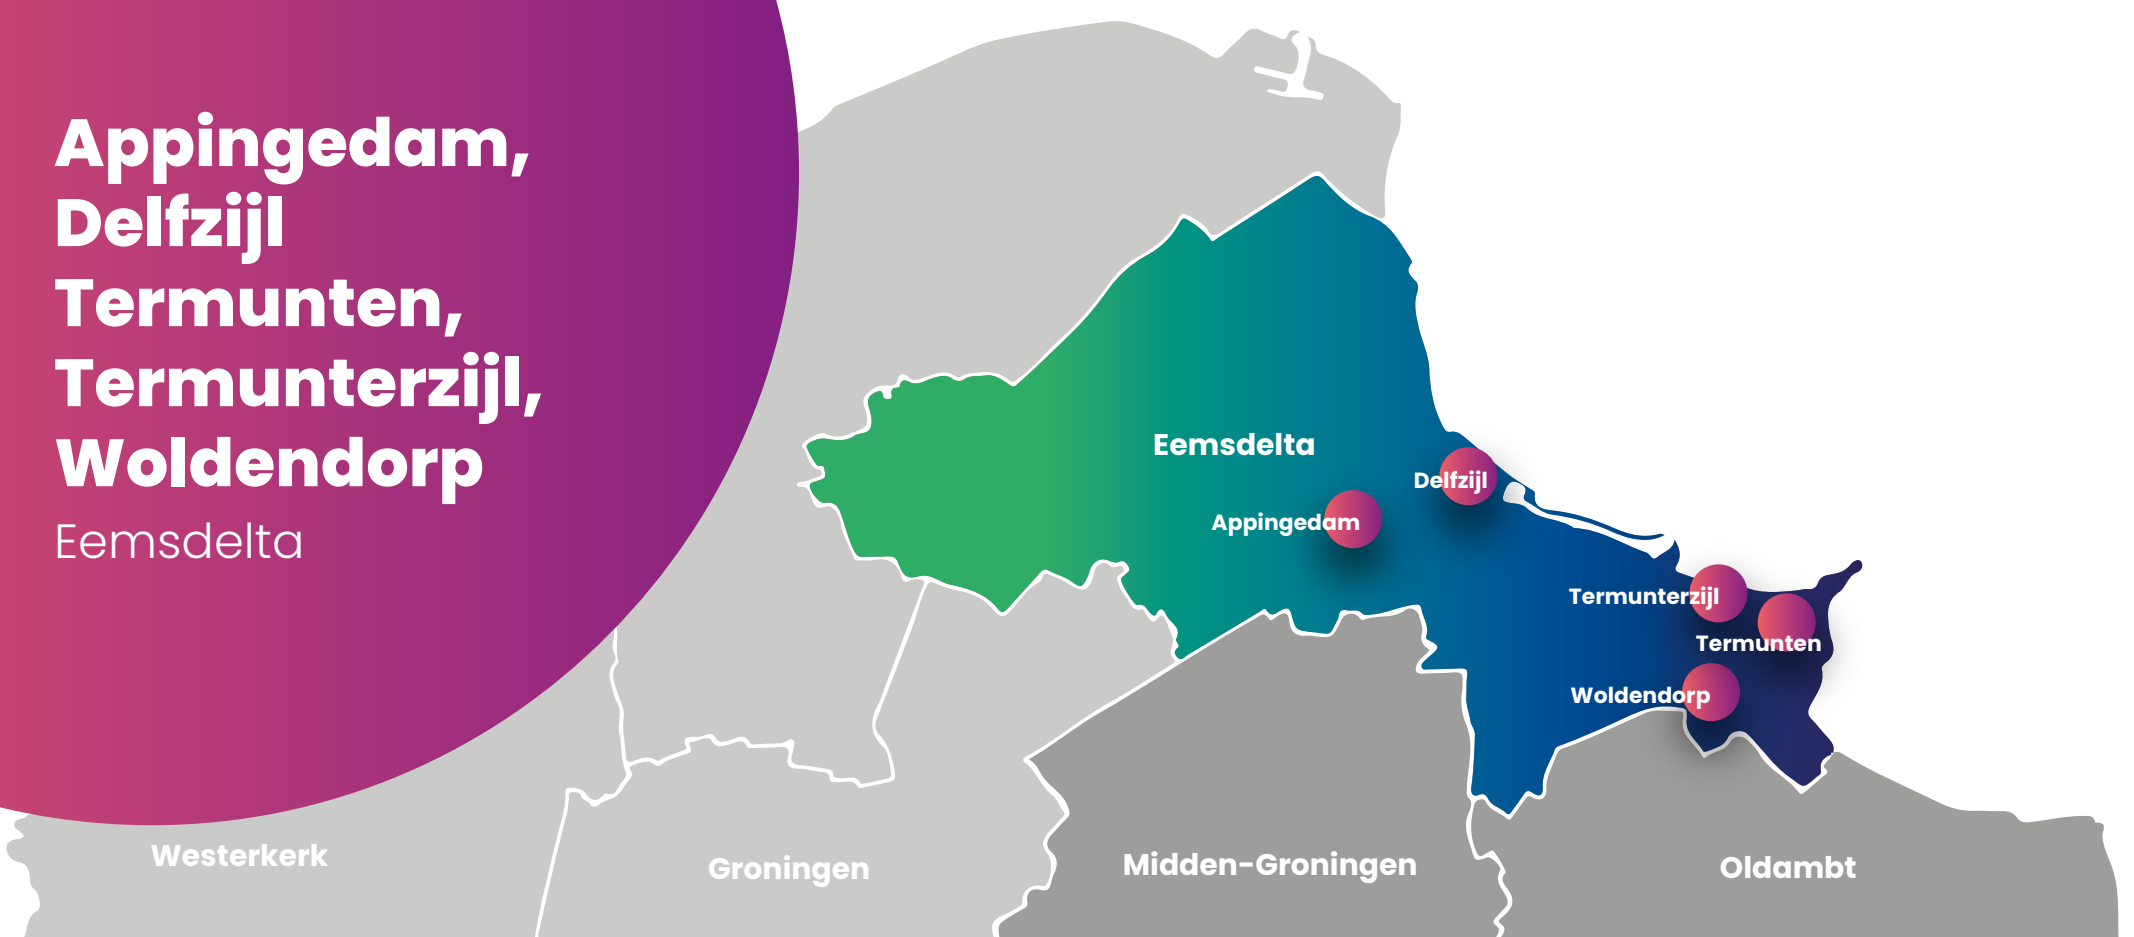 Appingedam,
Delfzijl
Termunten,
Termunterzijl,
Woldendorp
Eemsdelta
Eemsdelta
Delfzijl
Appingedam
Termunterzijl
Termunten
Woldendorp
Westerkerk
Groningen
Midden-Groningen
Oldambt